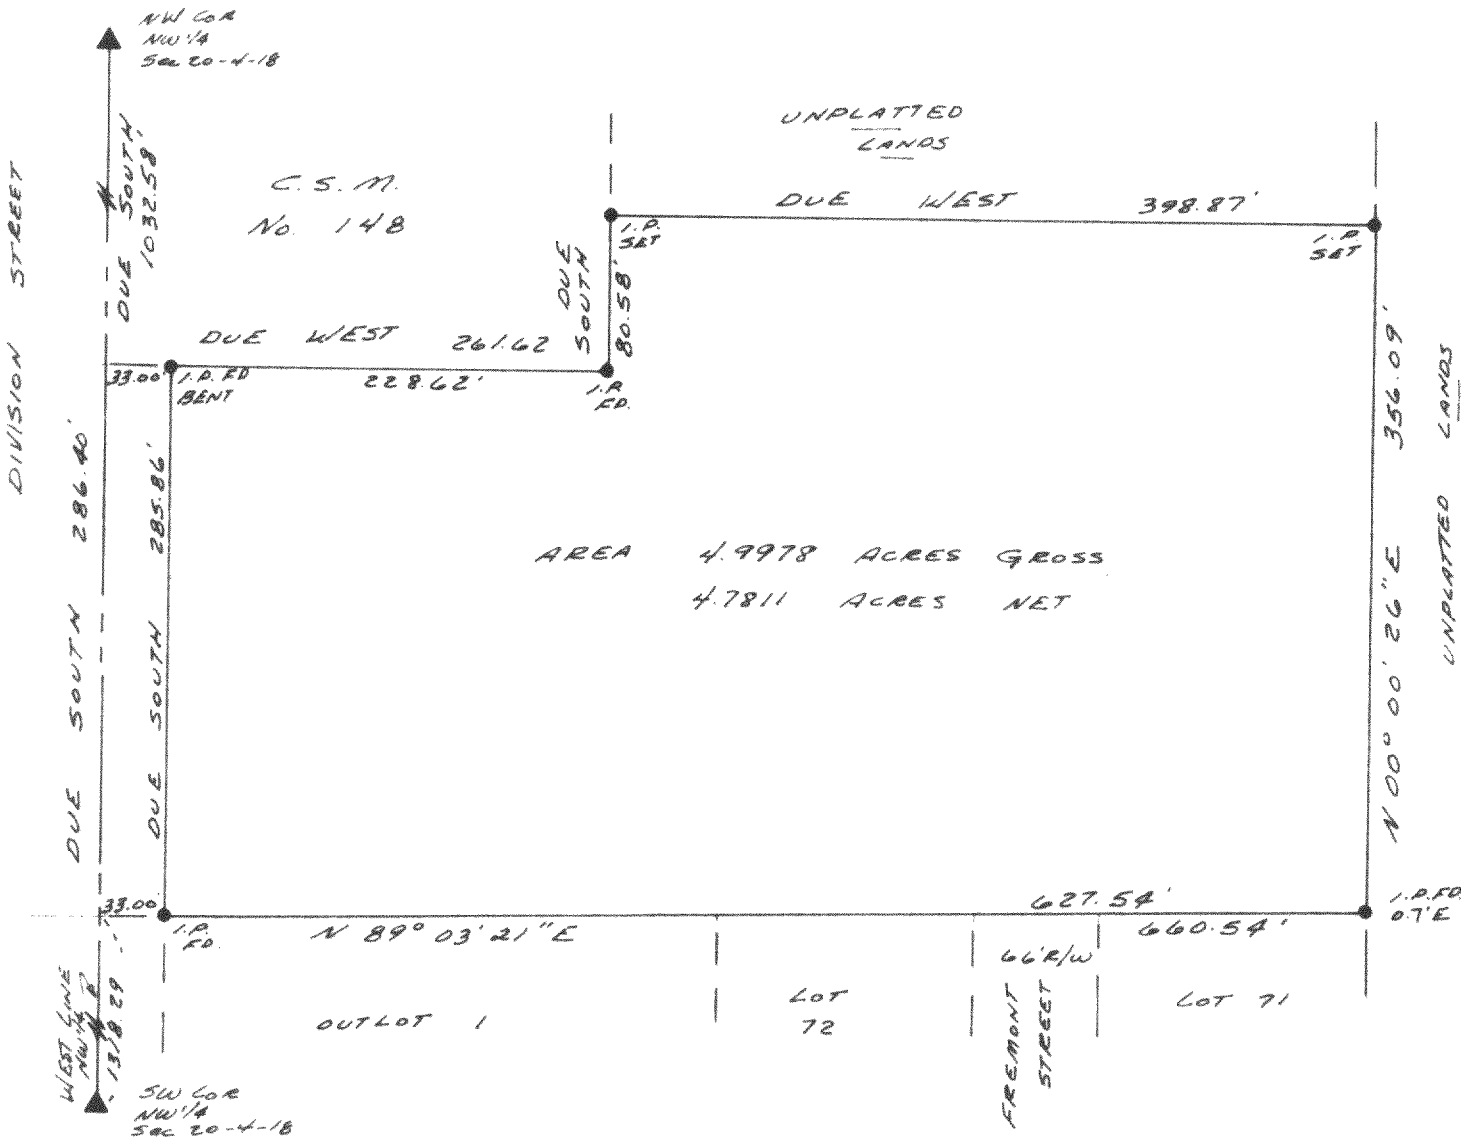 NW COR
NW 1/4
Sec 20-4-18
UNPLATTED
LANDS
DIVISION STREET
DUE SOUTH
1032.58'
C. S. M.
No. 148
DUE WEST 398.87'
I.P.
SET
I.P.
SET
DUE
SOUTH
80.58'
DUE WEST 261.62
228.62'
33.00'
I.P. FD
BENT
I.P.
FD.
DUE SOUTH 286.40'
DUE SOUTH 285.86'
AREA 4.9978 ACRES GROSS
4.7811 ACRES NET
N 00° 00' 26" E 356.09'
UNPLATTED LANDS
33.00'
I.P.
FD.
N 89° 03' 21" E
627.54'
660.54'
I.P. FD.
0.7' E
66' R/W
WEST LINE
NW 1/4
1318.29
OUTLOT 1
LOT
72
FREMONT
STREET
LOT 71
SW COR
NW 1/4
Sec 20-4-18